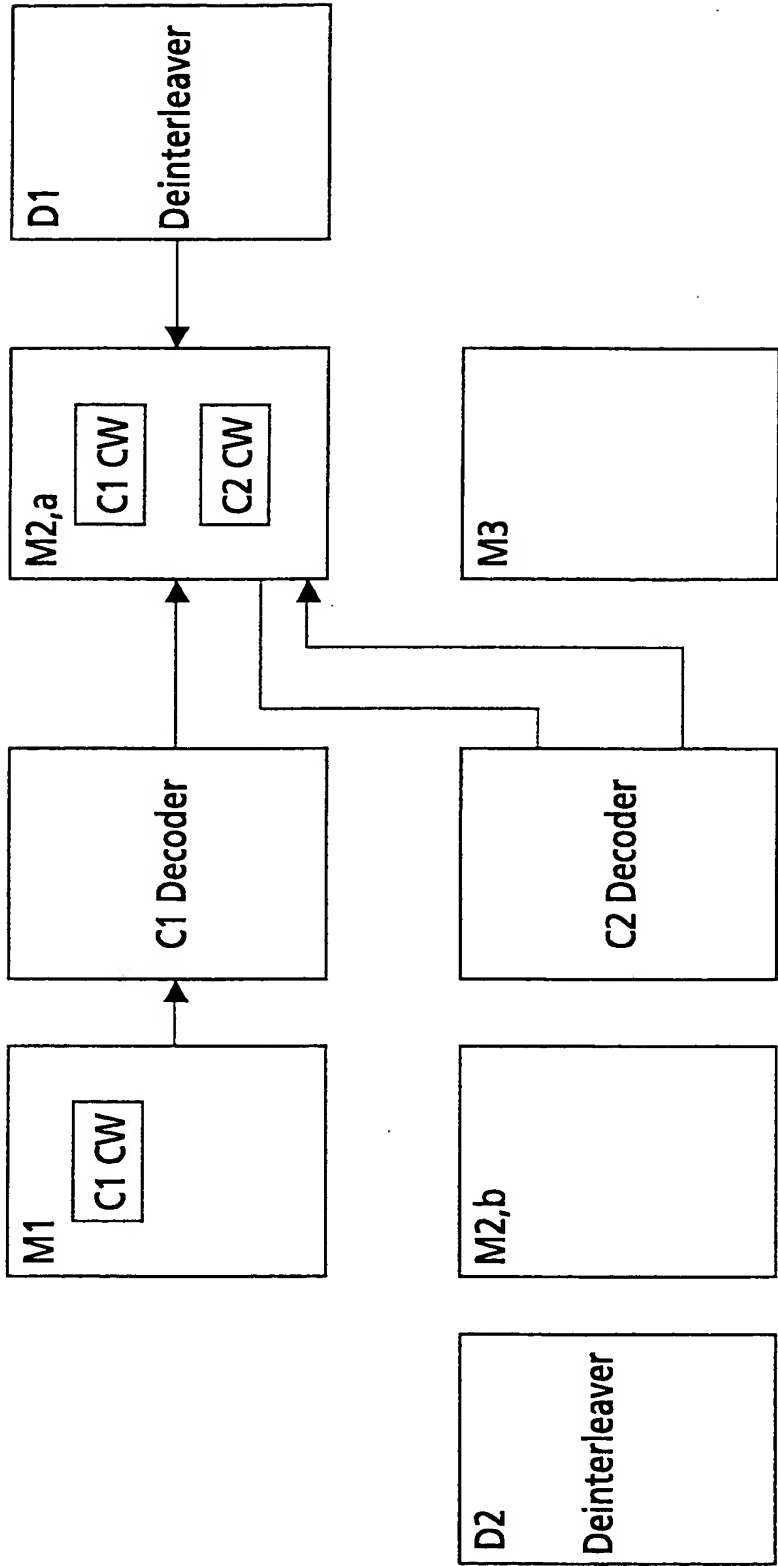 M1
C1 CW
C1 Decoder
M2,a
C1 CW
C2 CW
D1
Deinterleaver
D2
Deinterleaver
M2,b
C2 Decoder
M3